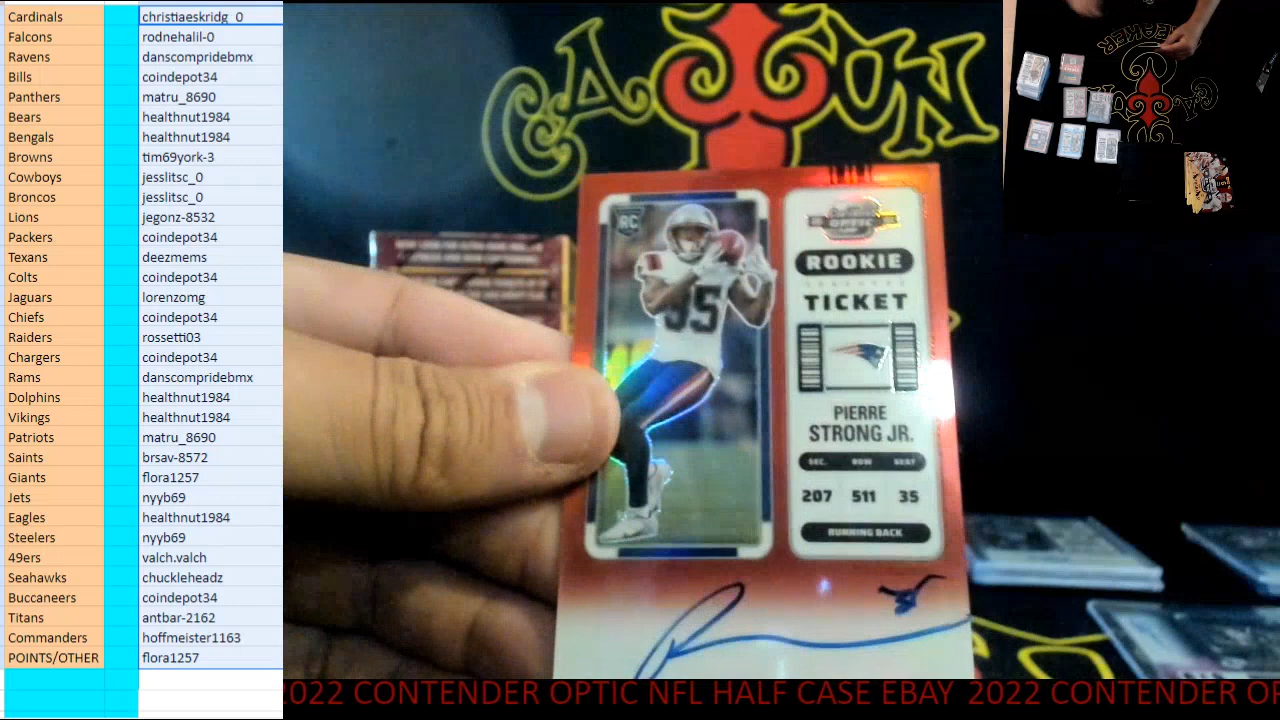 Cardinals christiaeskridg_0
Falcons rodnehalil-0
Ravens danscompridebmx
Bills coindepot34
Panthers matru_8690
Bears healthnut1984
Bengals healthnut1984
Browns tim69york-3
Cowboys jesslitsc_0
Broncos jesslitsc_0
Lions jegonz-8532
Packers coindepot34
Texans deezmems
Colts coindepot34
Jaguars lorenzomg
Chiefs coindepot34
Raiders rossetti03
Chargers coindepot34
Rams danscompridebmx
Dolphins healthnut1984
Vikings healthnut1984
Patriots matru_8690
Saints brsav-8572
Giants flora1257
Jets nyyb69
Eagles healthnut1984
Steelers nyyb69
49ers valch.valch
Seahawks chuckleheadz
Buccaneers coindepot34
Titans antbar-2162
Commanders hoffmeister1163
POINTS/OTHER flora1257
CAJUN
RC
35
OPTIC
ROOKIE
TICKET
PIERRE
STRONG JR.
SEC. ROW SEAT
207 511 35
RUNNING BACK
2022 CONTENDER OPTIC NFL HALF CASE EBAY 2022 CONTENDER OP